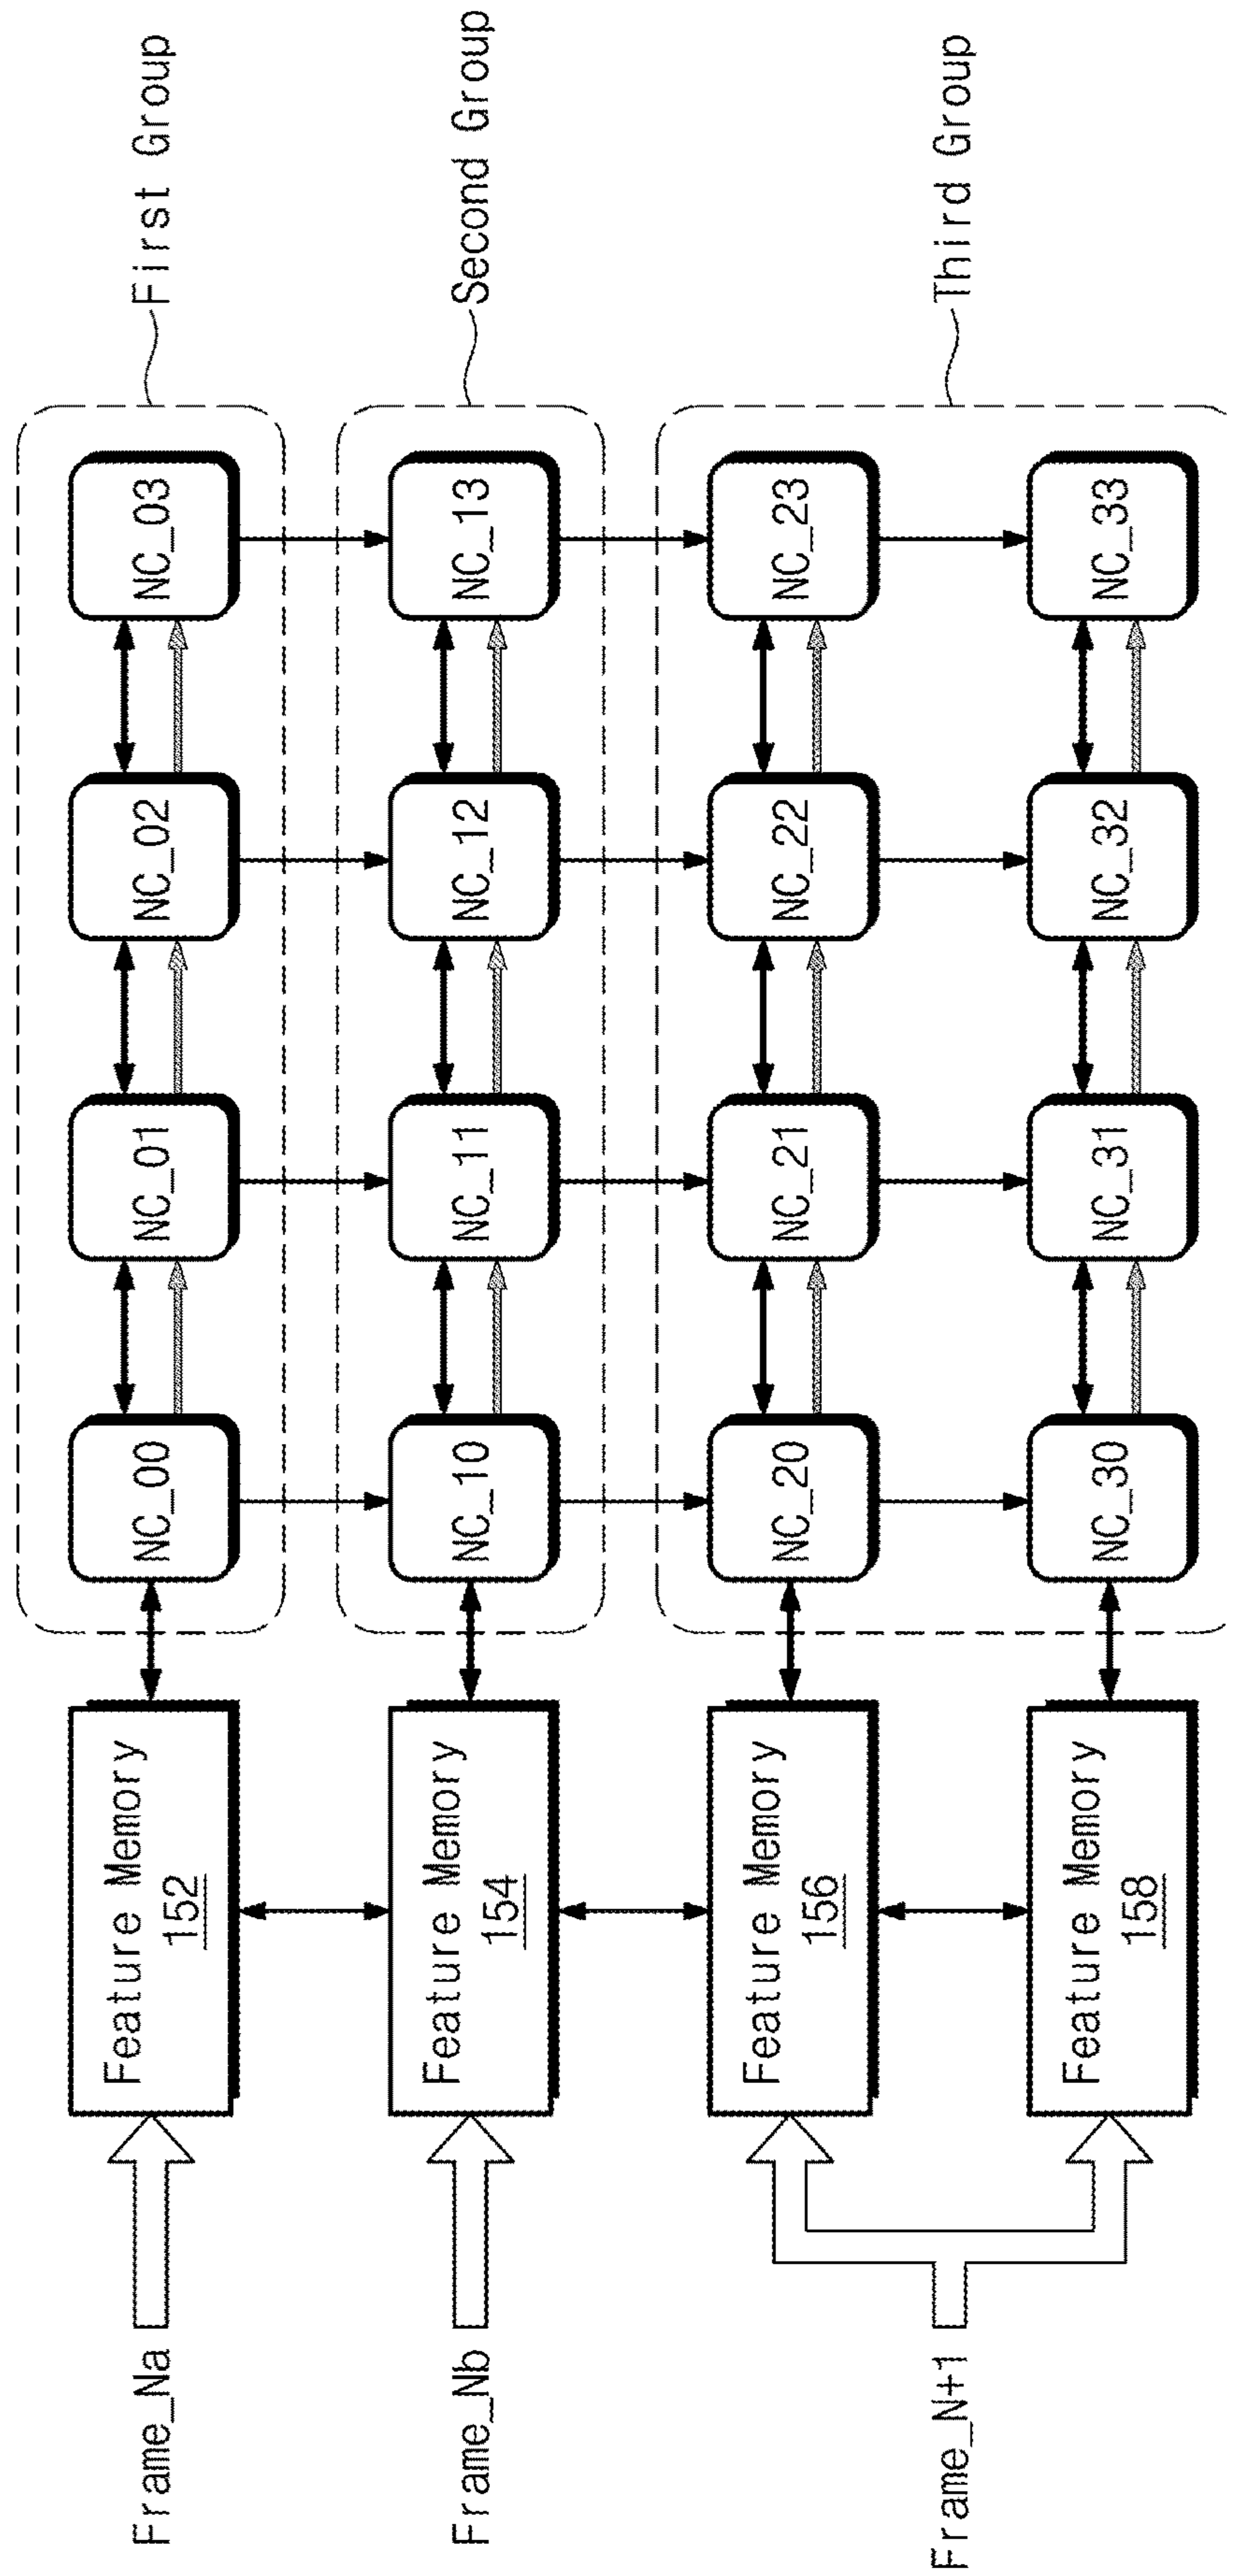 Frame_Na
Feature Memory
152
NC_00
NC_01
NC_02
NC_03
First Group
Frame_Nb
Feature Memory
154
NC_10
NC_11
NC_12
NC_13
Second Group
Frame_N+1
Feature Memory
156
NC_20
NC_21
NC_22
NC_23
Third Group
Feature Memory
158
NC_30
NC_31
NC_32
NC_33